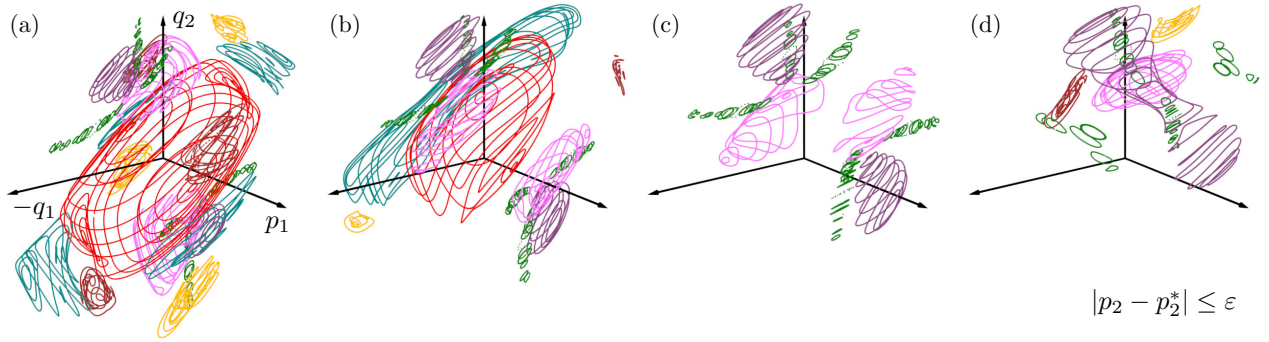 (a)
q₂
−q₁
p₁
(b)
(c)
(d)
|p₂ − p₂*| ≤ ε